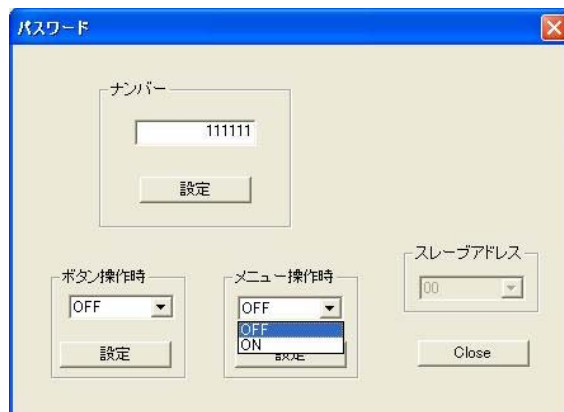 パスワード
ナンバー
111111
設定
ボタン操作時
OFF
設定
メニュー操作時
OFF
OFF
ON
設定
スレーブアドレス
00
Close